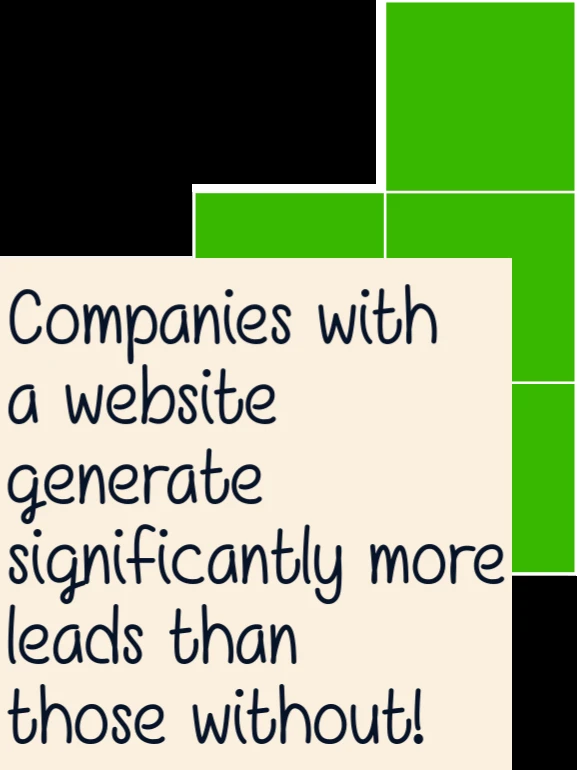 Companies with
a website
generate
significantly more
leads than
those without!